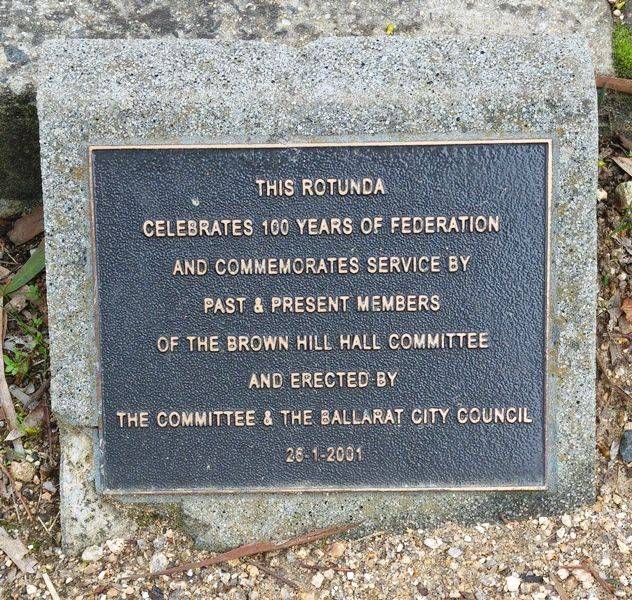 THIS ROTUNDA
CELEBRATES 100 YEARS OF FEDERATION
AND COMMEMORATES SERVICE BY
PAST & PRESENT MEMBERS
OF THE BROWN HILL HALL COMMITTEE
AND ERECTED BY
THE COMMITTEE & THE BALLARAT CITY COUNCIL
26-1-2001